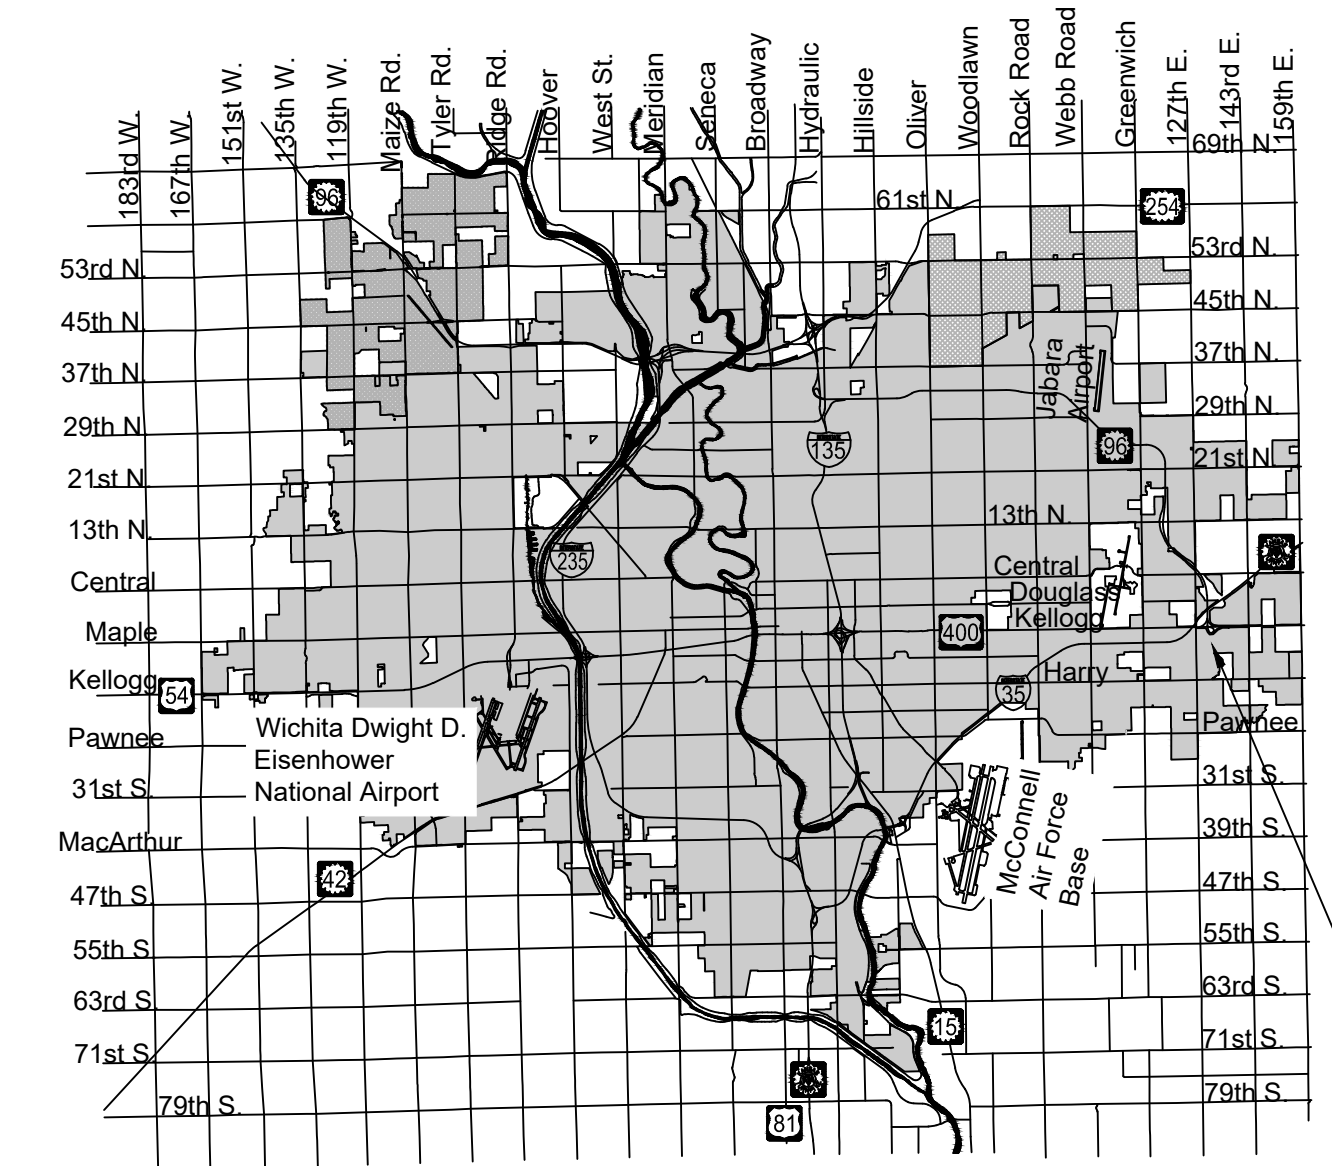 183rd W.
167th W.
151st W.
135th W.
119th W.
Maize Rd.
Tyler Rd.
Ridge Rd.
Hoover
West St.
Meridian
Seneca
Broadway
Hydraulic
Hillside
Oliver
Woodlawn
Rock Road
Webb Road
Greenwich
127th E.
143rd E.
159th E.
69th N.
96
61st N.
254
53rd N.
53rd N.
45th N.
45th N.
37th N.
37th N.
Jabara
Airport
29th N.
29th N.
135
96
21st N.
21st N.
13th N.
13th N.
235
Central
Central
Douglass
Kellogg
Maple
400
Kellogg
54
Harry
35
Wichita Dwight D.
Eisenhower
National Airport
Pawnee
Pawnee
31st S.
31st S.
McConnell
Air Force
Base
MacArthur
39th S.
42
47th S.
47th S.
55th S.
55th S.
63rd S.
63rd S.
15
71st S.
71st S.
79th S.
79th S.
81